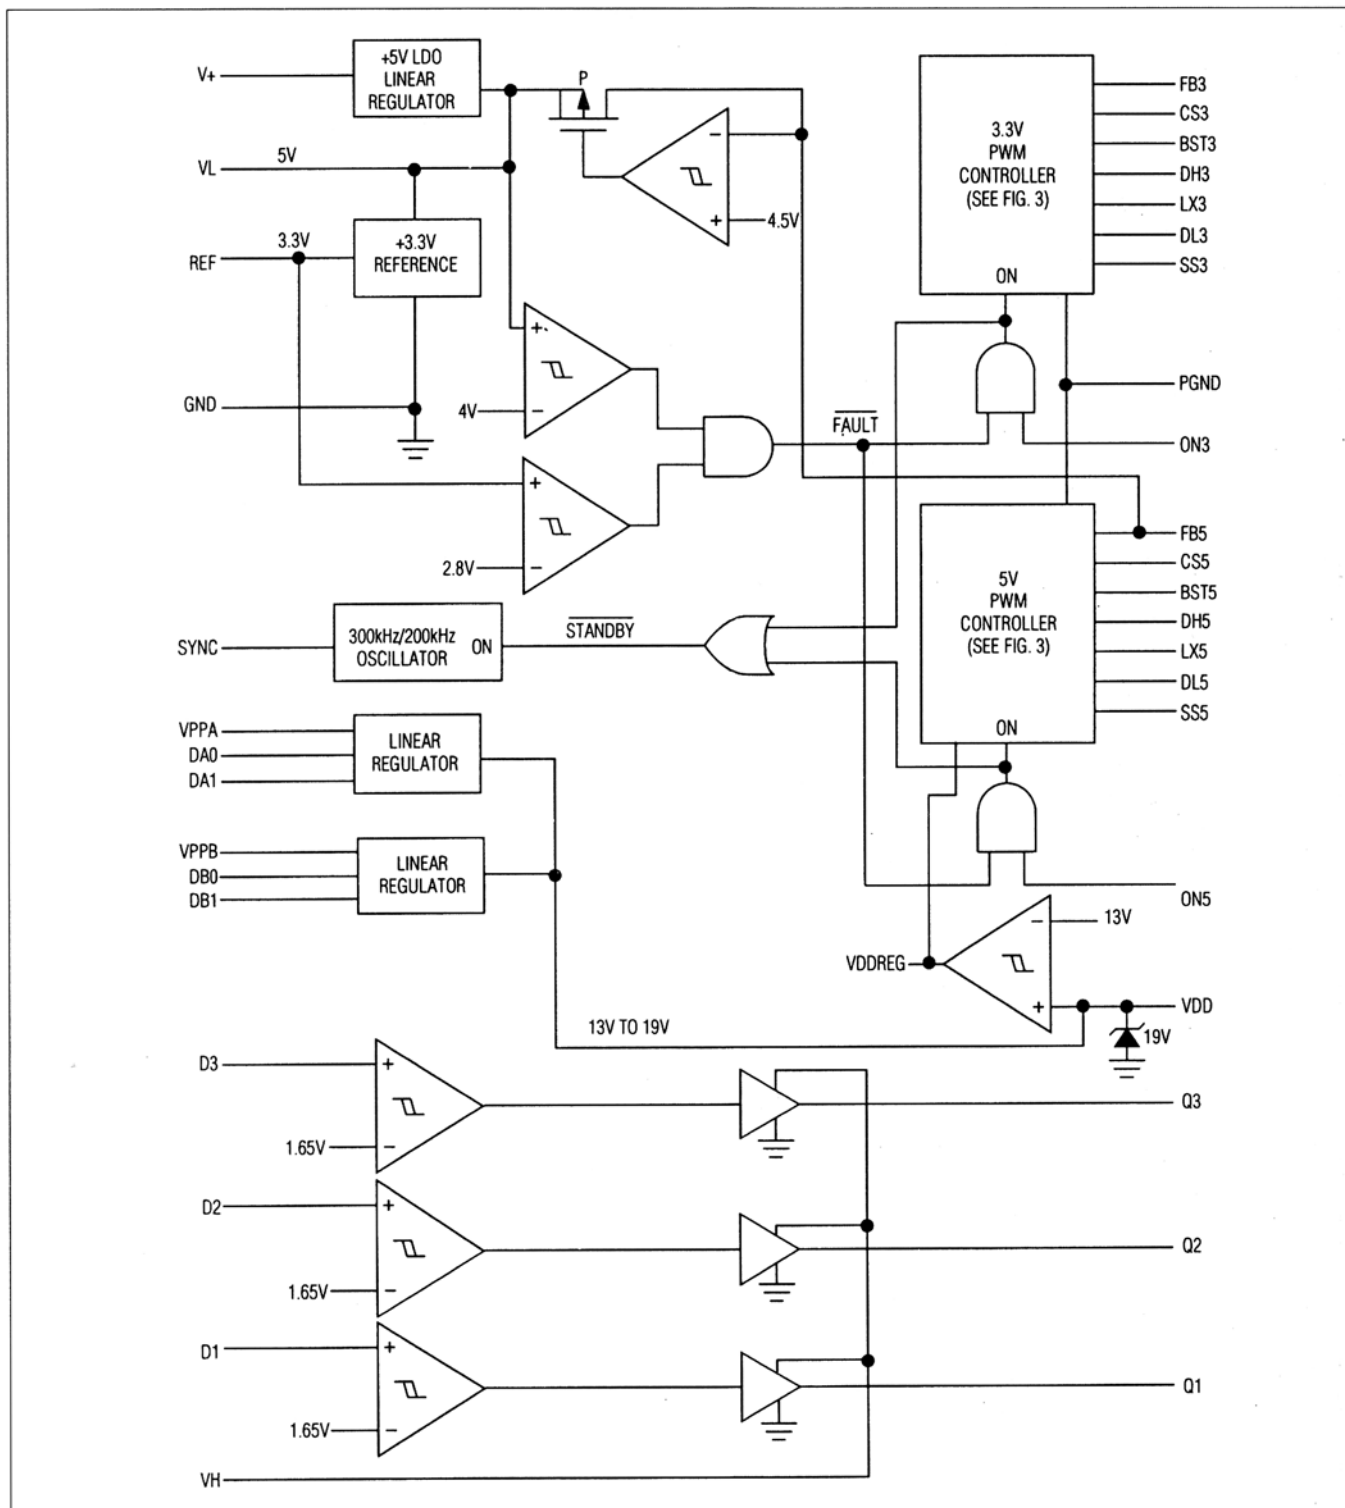 V+
+5V LDO
LINEAR
REGULATOR
P
VL
5V
−
+
4.5V
REF
3.3V
+3.3V
REFERENCE
GND
+
4V
−
+
2.8V
−
FAULT
3.3V
PWM
CONTROLLER
(SEE FIG. 3)
ON
FB3
CS3
BST3
DH3
LX3
DL3
SS3
PGND
ON3
5V
PWM
CONTROLLER
(SEE FIG. 3)
ON
FB5
CS5
BST5
DH5
LX5
DL5
SS5
ON5
SYNC
300kHz/200kHz
OSCILLATOR
ON
STANDBY
VPPA
DA0
DA1
LINEAR
REGULATOR
VPPB
DB0
DB1
LINEAR
REGULATOR
−
13V
VDDREG
+
VDD
19V
13V TO 19V
D3
+
1.65V
−
Q3
D2
+
1.65V
−
Q2
D1
+
1.65V
−
Q1
VH